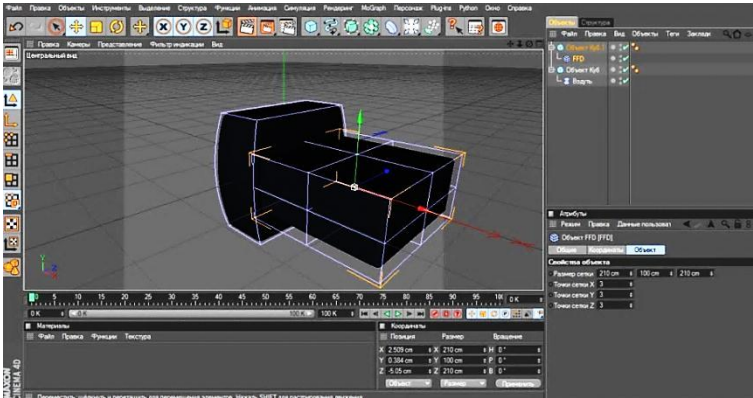 Файл Правка Объекты Инструменты Выделение Структура Функции Анимация Симуляция Рендеринг MoGraph Персонаж Plug-ins Python Окно Справка
Правка Камеры Представление Фильтр индикации Вид
Центральный вид
Объекты Структура
Файл Правка Вид Объекты Теги Заклади
Объект Куб.1
FFD
Объект Куб
Вздуть
Атрибуты
Режим Правка Данные пользоват
Объект FFD [FFD]
Общие Координаты Объект
Свойства объекта
Размер сетки 210 cm 100 cm 210 cm
Точки сетки X 3
Точки сетки Y 3
Точки сетки Z 3
Y
Z
X
0 5 10 15 20 25 30 35 40 45 50 55 60 65 70 75 80 85 90 95 0 K
0 K 0 K 100 K 100 K
Материалы
Файл Правка Функции Текстура
Координаты
Позиция Размер Вращение
X 2.509 cm X 210 cm H 0 °
Y 0.384 cm Y 100 cm P 0 °
Z -5.05 cm Z 210 cm B 0 °
Объект Размер Применить
MAXON
CINEMA 4D